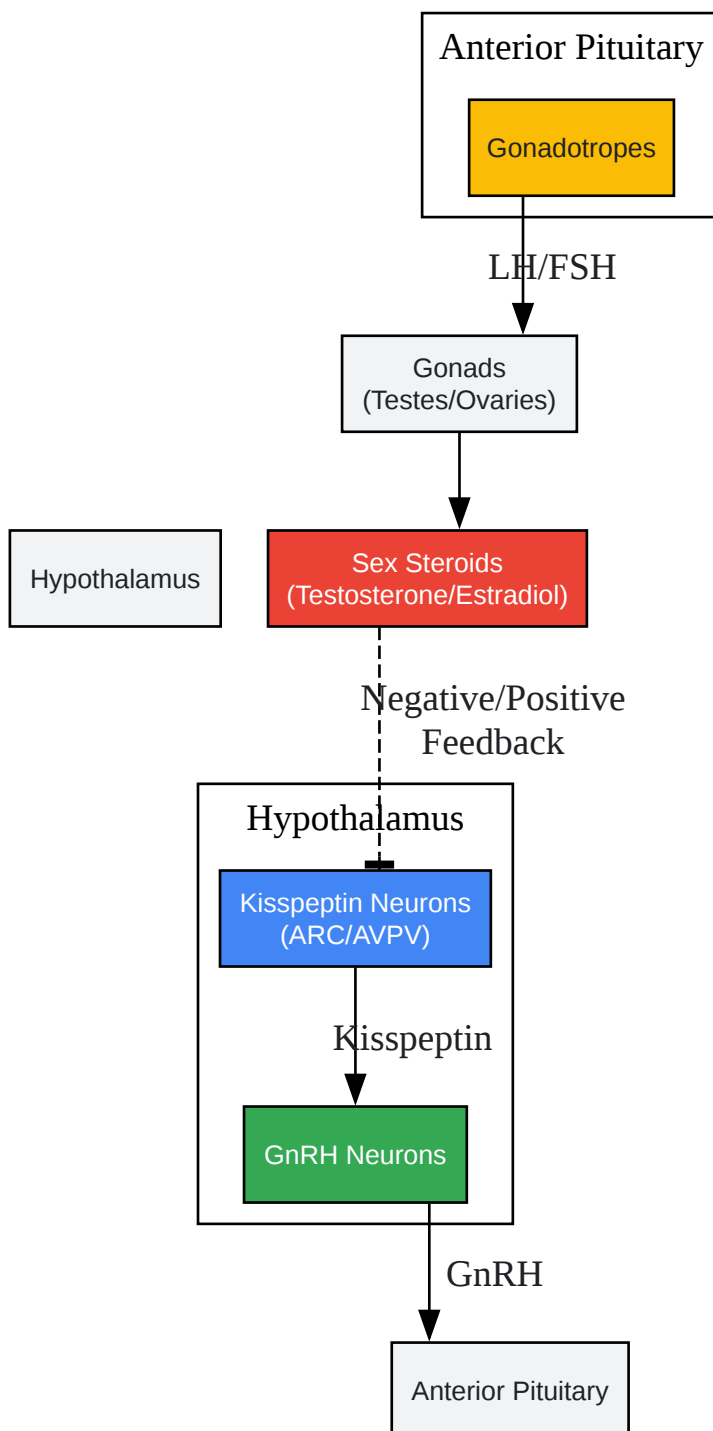 Anterior Pituitary
Gonadotropes
LH/FSH
Gonads
(Testes/Ovaries)
Hypothalamus
Sex Steroids
(Testosterone/Estradiol)
Negative/Positive
Feedback
Hypothalamus
Kisspeptin Neurons
(ARC/AVPV)
Kisspeptin
GnRH Neurons
GnRH
Anterior Pituitary